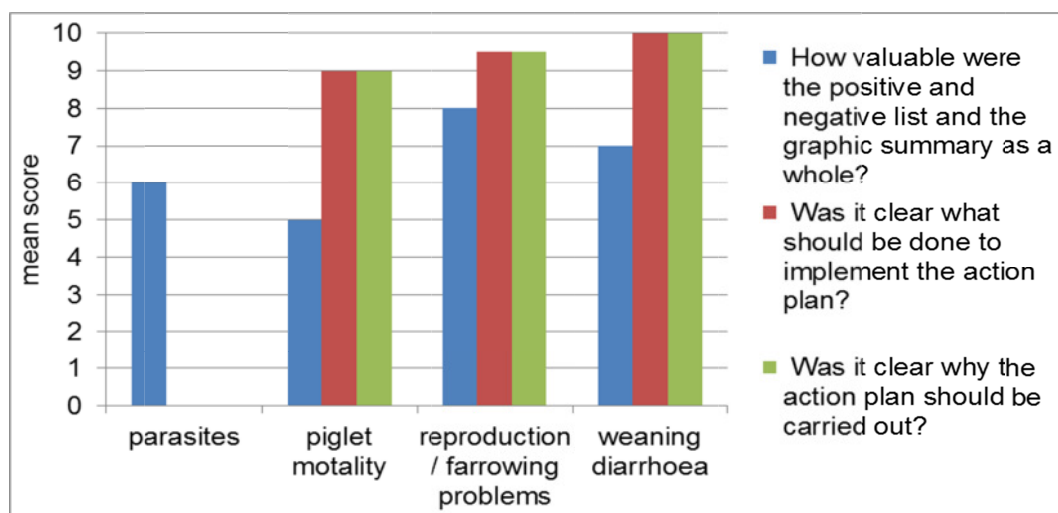 10
9
8
7
6
5
4
3
2
1
0
mean score
parasites
piglet
motality
reproduction
/ farrowing
problems
weaning
diarrhoea
How valuable were
the positive and
negative list and the
graphic summary as a
whole?
Was it clear what
should be done to
implement the action
plan?
Was it clear why the
action plan should be
carried out?